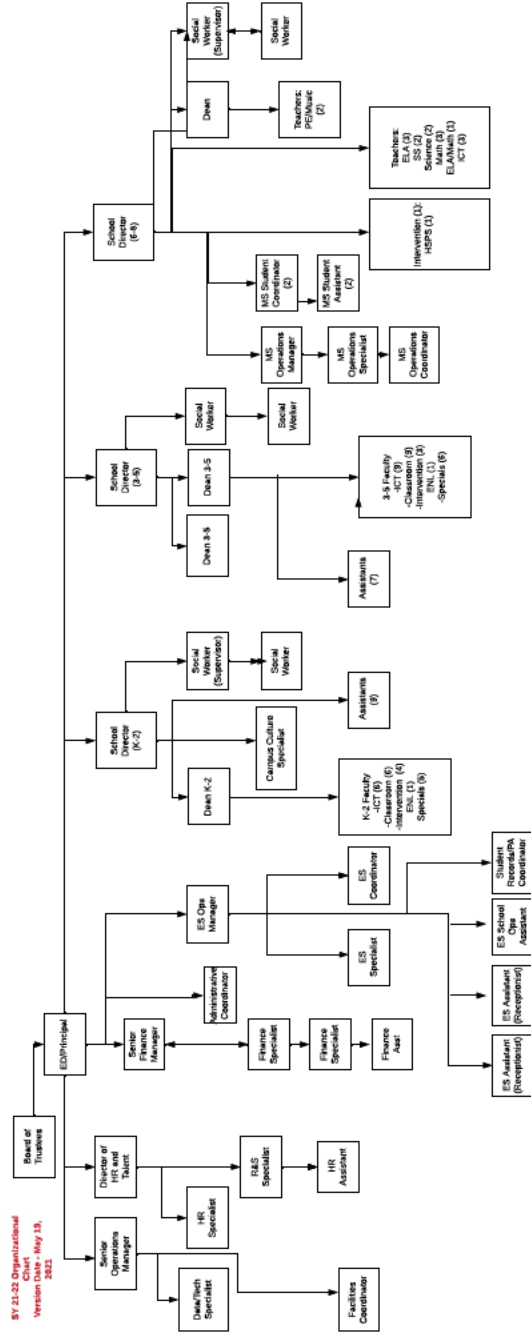 SY 21-22 Organizational
Chart
Version Date - May 19,
2021
Board of
Trustees
ED/Principal
Senior
Operations
Manager
Director of
HR and
Talent
Senior
Finance
Manager
Administrative
Coordinator
ES Ops
Manager
School
Director
(K-2)
School
Director
(3-5)
School
Director
(6-8)
Data/Tech
Specialist
Facilities
Coordinator
HR
Specialist
R&S
Specialist
HR
Assistant
Finance
Specialist
Finance
Specialist
Finance
Asst
ES
Specialist
ES
Coordinator
ES Assistant
(Receptionist)
ES Assistant
(Receptionist)
ES School
Ops
Assistant
Student
Records/PA
Coordinator
Dean K-2
Campus Culture
Specialist
Social
Worker
(Supervisor)
Social
Worker
K-2 Faculty
-ICT (6)
-Classroom (6)
-Intervention (4)
ENL (1)
Specials (5)
Assistants
Dean 3-5
Dean 3-5
Social
Worker
Social
Worker
Assistants
(7)
3-5 Faculty
-ICT (9)
-Classroom (9)
-Intervention (3)
ENL (1)
-Specials (6)
MS
Operations
Manager
MS
Operations
Specialist
MS
Operations
Coordinator
MS Student
Coordinator
(2)
MS Student
Assistant
(2)
Intervention (1):
HSPS (1)
Teachers:
ELA (3)
SS (2)
Science (2)
Math (3)
ELA/Math (1)
ICT (3)
Dean
Teachers:
PE/Music
(2)
Social
Worker
(Supervisor)
Social
Worker